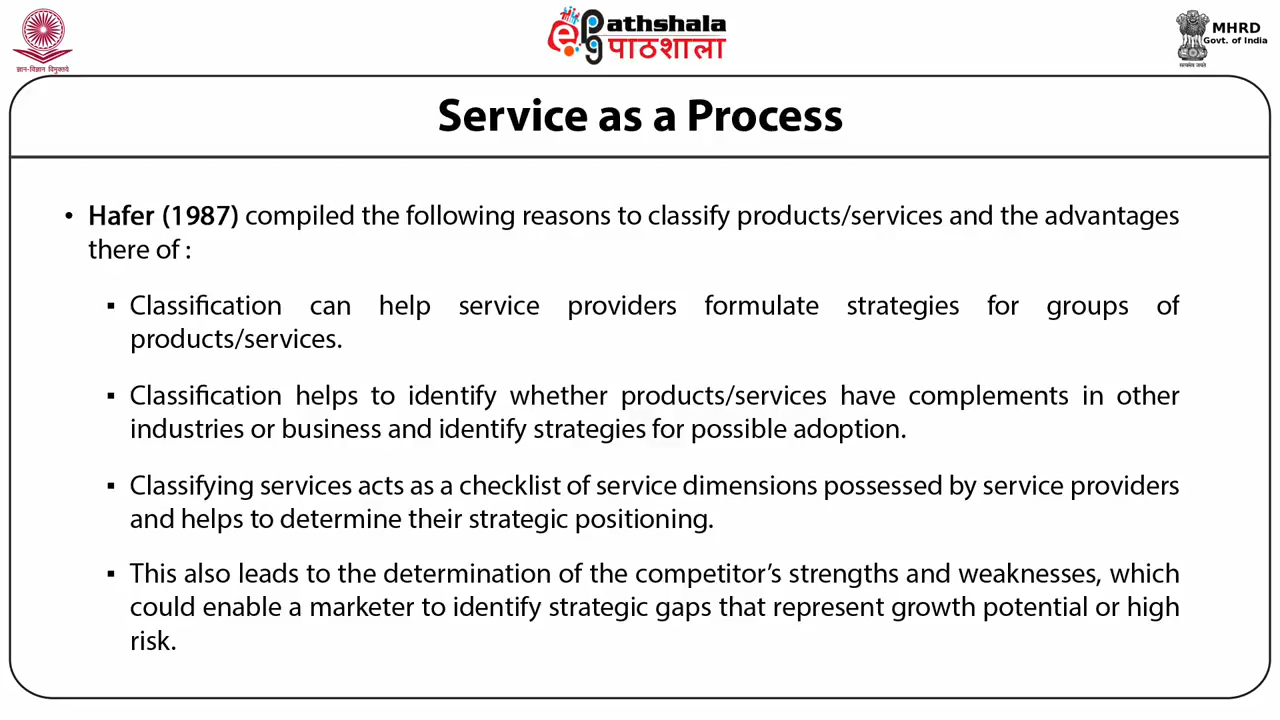 ज्ञान-विज्ञान विमुक्तये
ePathshala
पाठशाला
MHRD
Govt. of India
सत्यमेव जयते
Service as a Process
• Hafer (1987) compiled the following reasons to classify products/services and the advantages
there of :
▪ Classification can help service providers formulate strategies for groups of
products/services.
▪ Classification helps to identify whether products/services have complements in other
industries or business and identify strategies for possible adoption.
▪ Classifying services acts as a checklist of service dimensions possessed by service providers
and helps to determine their strategic positioning.
▪ This also leads to the determination of the competitor’s strengths and weaknesses, which
could enable a marketer to identify strategic gaps that represent growth potential or high
risk.